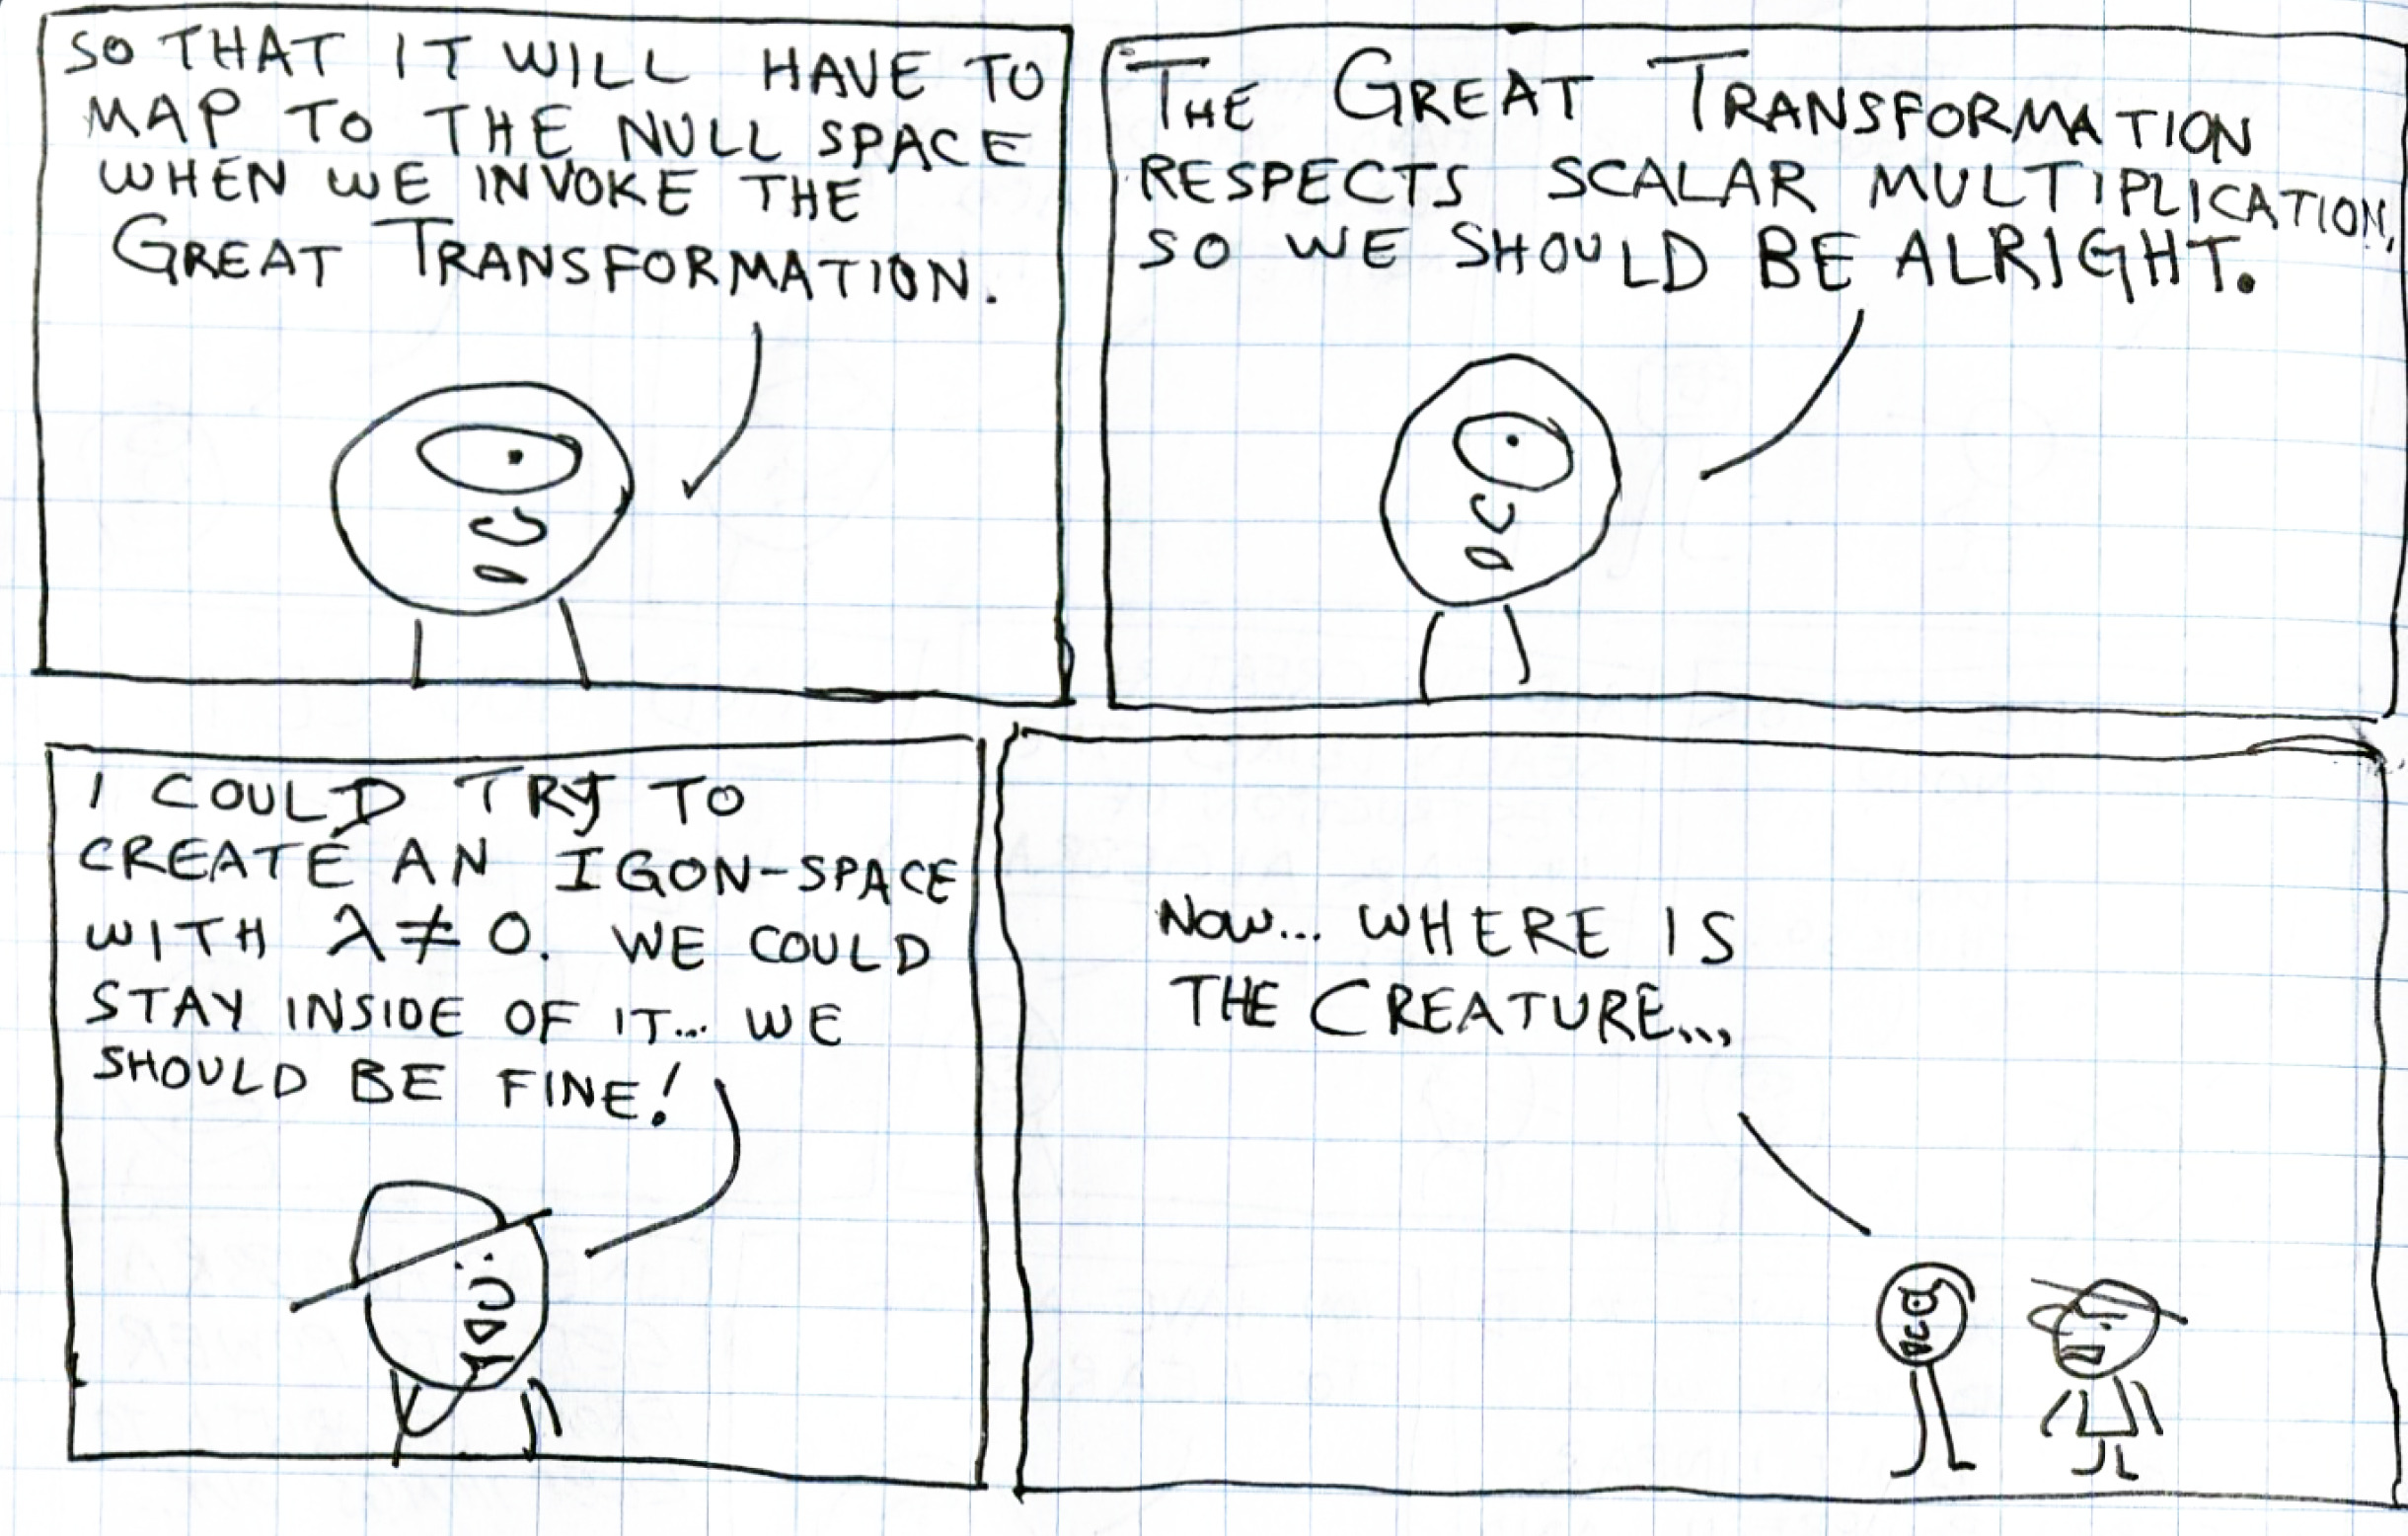 SO THAT IT WILL HAVE TO
MAP TO THE NULL SPACE
WHEN WE INVOKE THE
GREAT TRANSFORMATION.
THE GREAT TRANSFORMATION
RESPECTS SCALAR MULTIPLICATION,
SO WE SHOULD BE ALRIGHT.
I COULD TRY TO
CREATE AN IGON-SPACE
WITH λ ≠ 0. WE COULD
STAY INSIDE OF IT... WE
SHOULD BE FINE!
NOW... WHERE IS
THE CREATURE...